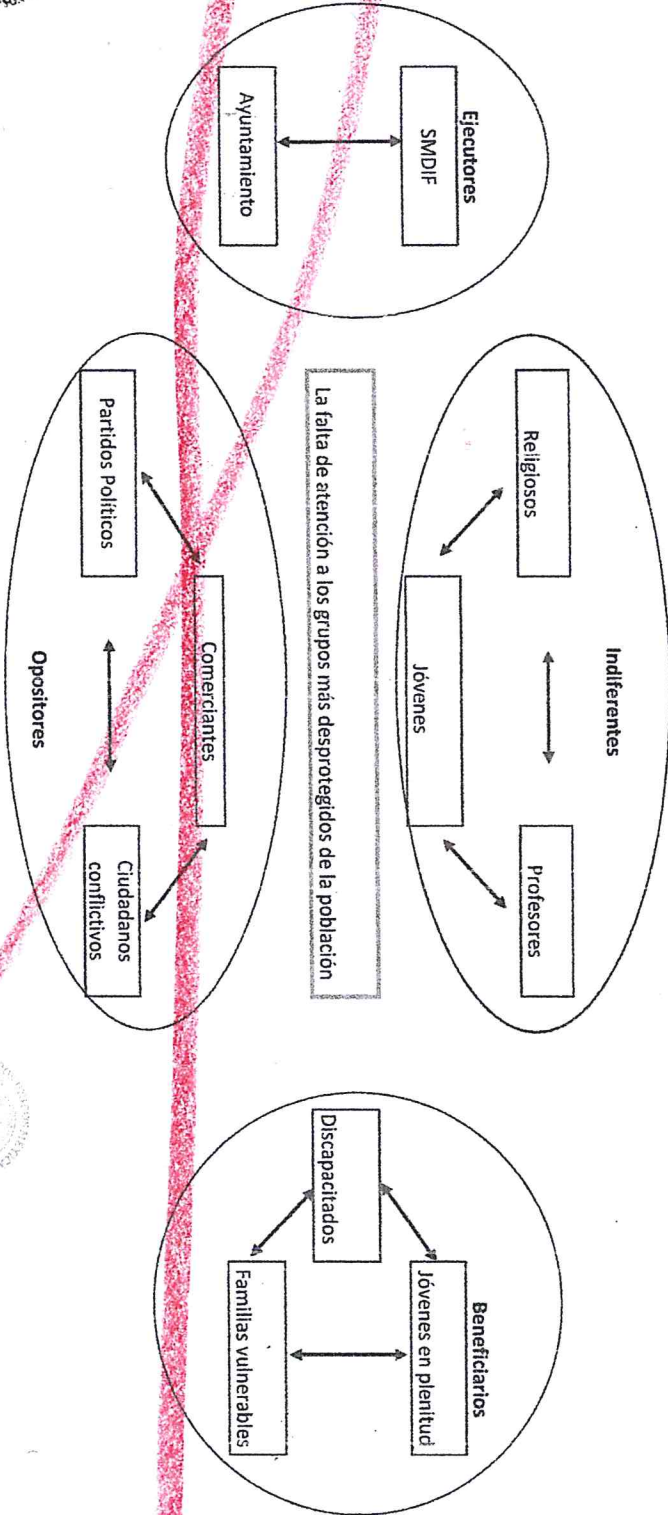 Indiferentes
Religiosos
Profesores
Jóvenes
Ejecutores
SMDIF
Ayuntamiento
La falta de atención a los grupos más desprotegidos de la población
Beneficiarios
Jóvenes en plenitud
Discapacitados
Familias vulnerables
Comerciantes
Partidos Políticos
Ciudadanos
conflictivos
Opositores